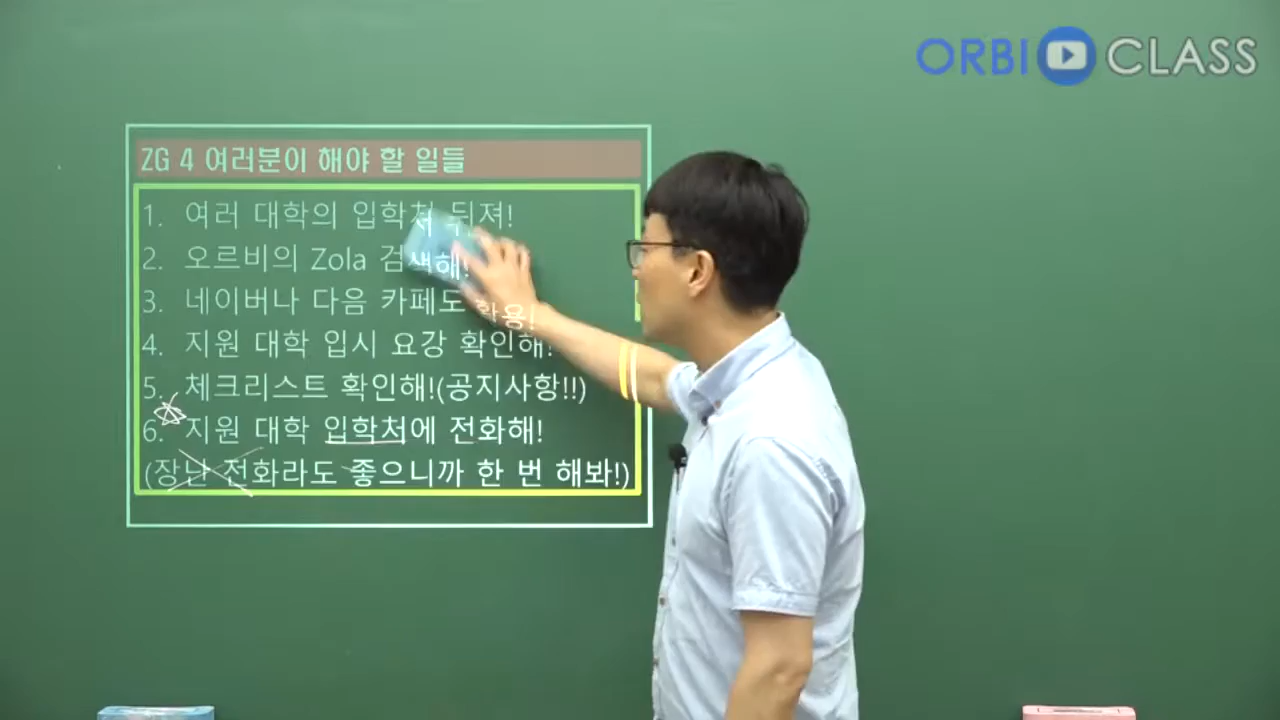 ORBI CLASS
ZG 4 여러분이 해야 할 일들
1. 여러 대학의 입학처 뒤져!
2. 오르비의 Zola 검색해!
3. 네이버나 다음 카페도 활용!
4. 지원 대학 입시 요강 확인해!
5. 체크리스트 확인해!(공지사항!!)
6. 지원 대학 입학처에 전화해!
(장난 전화라도 좋으니까 한 번 해봐!)